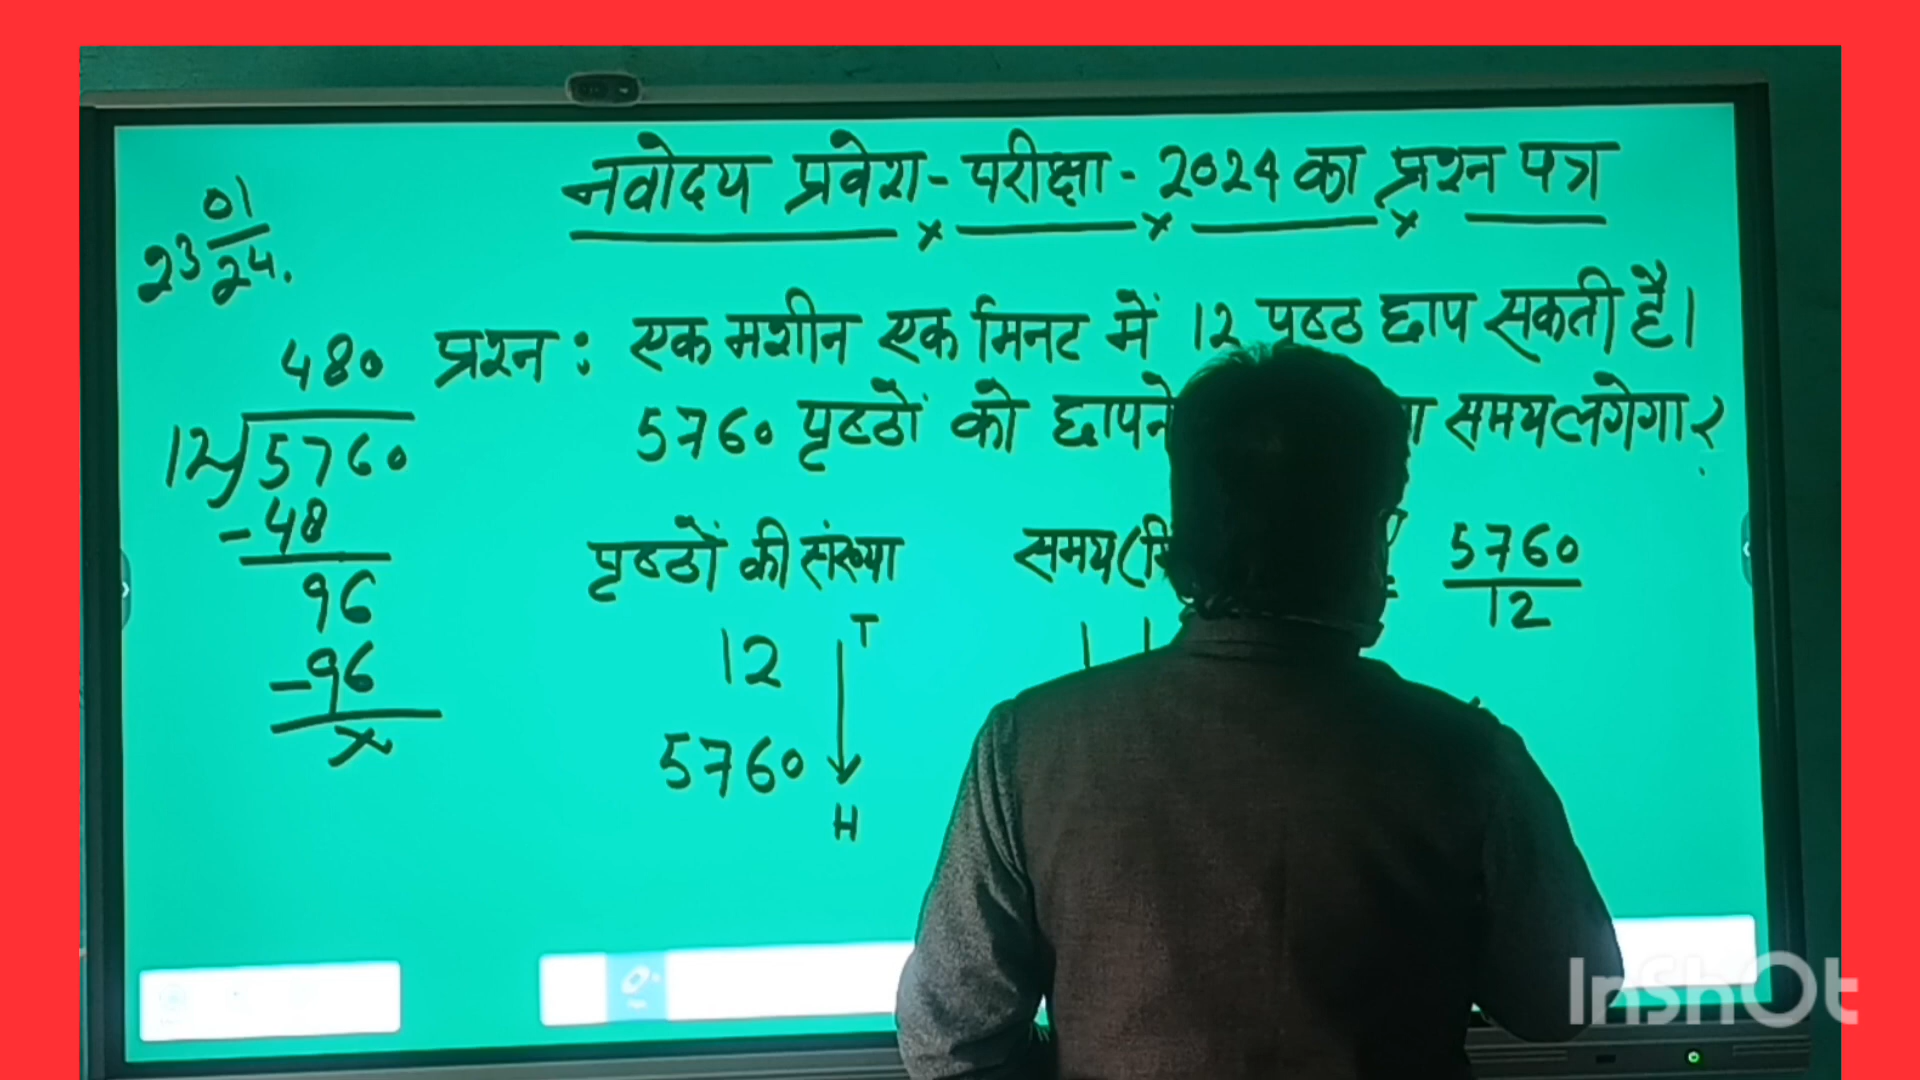 नवोदय प्रवेश - परीक्षा - 2024 का प्रश्न पत्र
x x x
23 01/24.
प्रश्न : एक मशीन एक मिनट में 12 पृष्ठ छाप सकती है।
5760 पृष्ठों को छापने समय लगेगा?
480
12)5760
-48
96
-96
x
पृष्ठों की संख्या समय (मि
= 5760/12
12 T 1
5760
H
InShOt